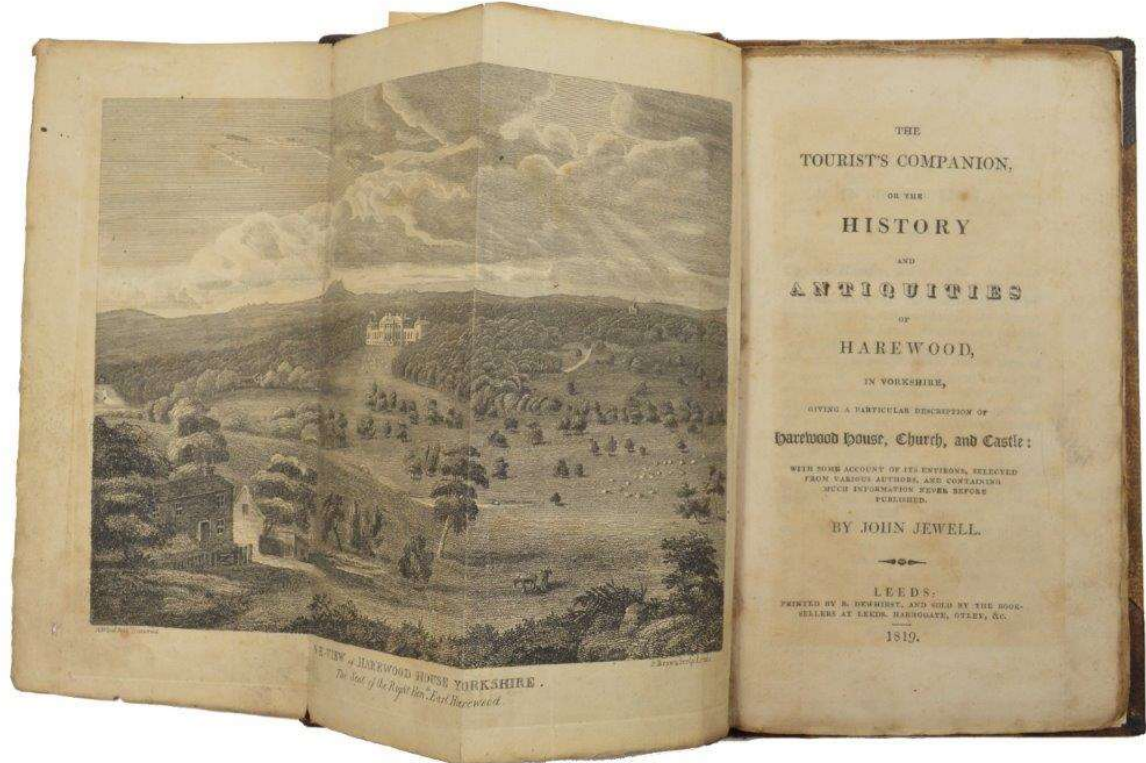 VIEW of HAREWOOD HOUSE YORKSHIRE.
The Seat of the Right Honble. Earl Harewood.
THE
TOURIST'S COMPANION,
OR THE
HISTORY
AND
ANTIQUITIES
OF
HAREWOOD,
IN YORKSHIRE,
GIVING A PARTICULAR DESCRIPTION OF
Harewood House, Church, and Castle:
WITH SOME ACCOUNT OF ITS ENVIRONS, SELECTED
FROM VARIOUS AUTHORS, AND CONTAINING
MUCH INFORMATION NEVER BEFORE
PUBLISHED.
BY JOHN JEWELL.
LEEDS:
PRINTED BY B. DEWHIRST, AND SOLD BY THE BOOK-
SELLERS AT LEEDS, HARROGATE, OTLEY, &C.
1819.